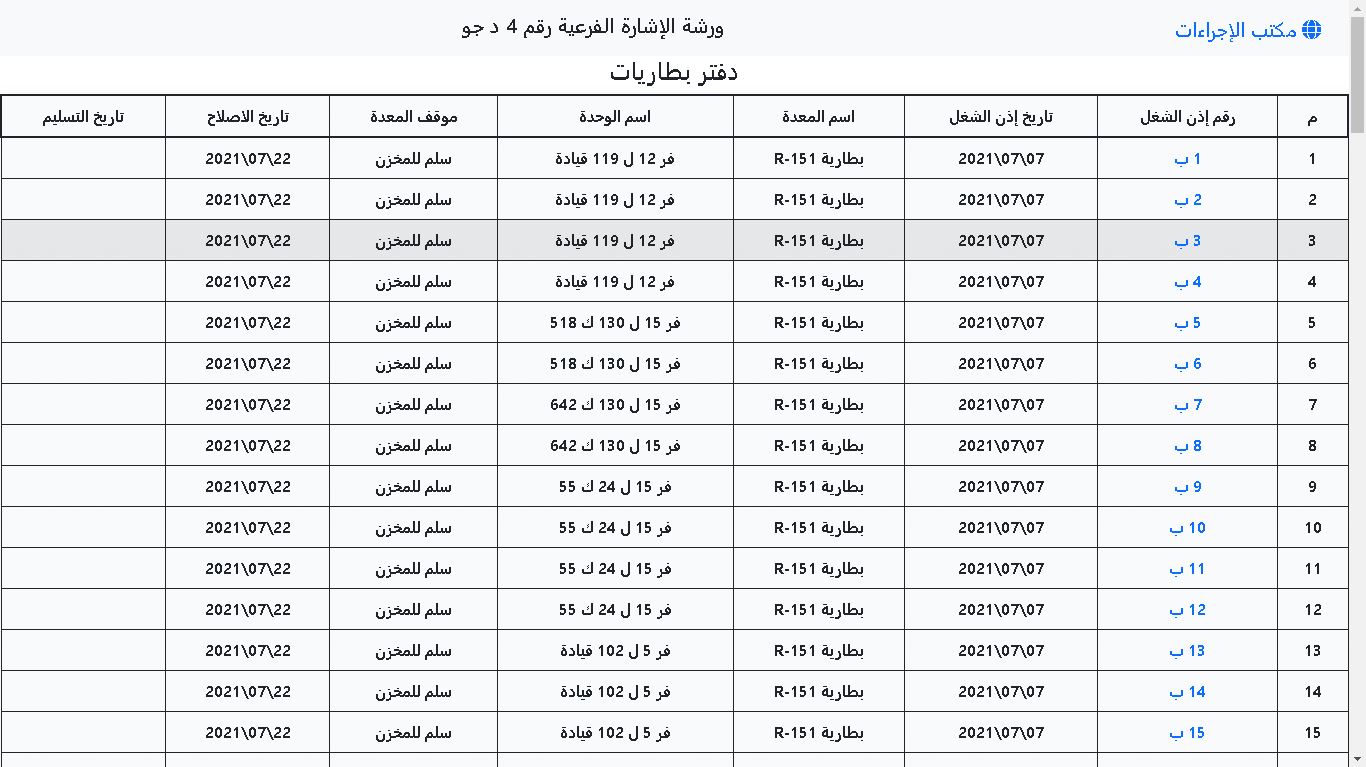 مكتب الإجراءات
ورشة الإشارة الفرعية رقم 4 د جو
دفتر بطاريات
م رقم إذن الشغل تاريخ إذن الشغل اسم المعدة اسم الوحدة موقف المعدة تاريخ الاصلاح تاريخ التسليم
1 1 ب 2021\07\07 بطارية R-151 فر 12 ل 119 قيادة سلم للمخزن 2021\07\22
2 2 ب 2021\07\07 بطارية R-151 فر 12 ل 119 قيادة سلم للمخزن 2021\07\22
3 3 ب 2021\07\07 بطارية R-151 فر 12 ل 119 قيادة سلم للمخزن 2021\07\22
4 4 ب 2021\07\07 بطارية R-151 فر 12 ل 119 قيادة سلم للمخزن 2021\07\22
5 5 ب 2021\07\07 بطارية R-151 فر 15 ل 130 ك 518 سلم للمخزن 2021\07\22
6 6 ب 2021\07\07 بطارية R-151 فر 15 ل 130 ك 518 سلم للمخزن 2021\07\22
7 7 ب 2021\07\07 بطارية R-151 فر 15 ل 130 ك 642 سلم للمخزن 2021\07\22
8 8 ب 2021\07\07 بطارية R-151 فر 15 ل 130 ك 642 سلم للمخزن 2021\07\22
9 9 ب 2021\07\07 بطارية R-151 فر 15 ل 24 ك 55 سلم للمخزن 2021\07\22
10 10 ب 2021\07\07 بطارية R-151 فر 15 ل 24 ك 55 سلم للمخزن 2021\07\22
11 11 ب 2021\07\07 بطارية R-151 فر 15 ل 24 ك 55 سلم للمخزن 2021\07\22
12 12 ب 2021\07\07 بطارية R-151 فر 15 ل 24 ك 55 سلم للمخزن 2021\07\22
13 13 ب 2021\07\07 بطارية R-151 فر 5 ل 102 قيادة سلم للمخزن 2021\07\22
14 14 ب 2021\07\07 بطارية R-151 فر 5 ل 102 قيادة سلم للمخزن 2021\07\22
15 15 ب 2021\07\07 بطارية R-151 فر 5 ل 102 قيادة سلم للمخزن 2021\07\22